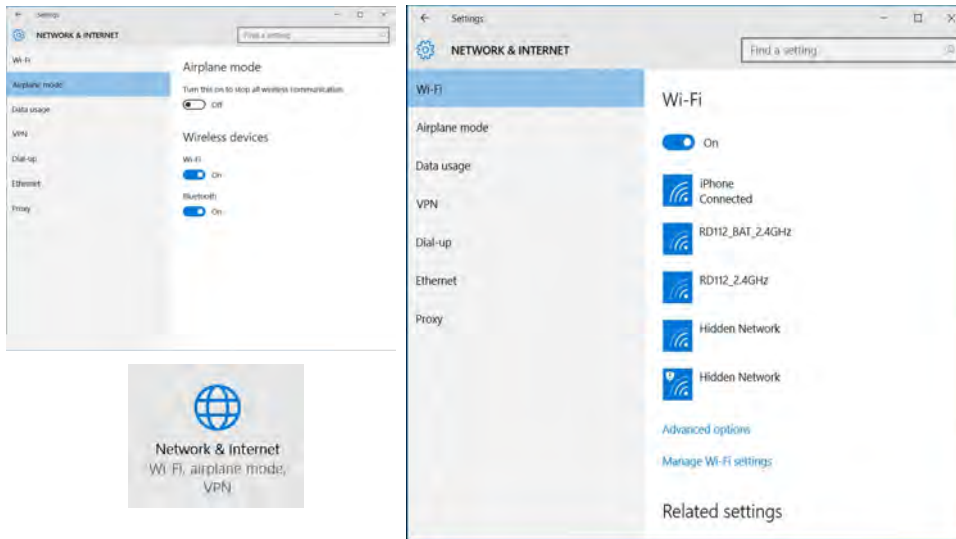 Settings
NETWORK & INTERNET
Find a setting
Wi-Fi
Airplane mode
Data usage
VPN
Dial-up
Ethernet
Proxy
Airplane mode
Turn this on to stop all wireless communication
Off
Wireless devices
Wi-Fi
On
Bluetooth
On
Network & Internet
Wi-Fi, airplane mode,
VPN
Settings
NETWORK & INTERNET
Find a setting
Wi-Fi
Airplane mode
Data usage
VPN
Dial-up
Ethernet
Proxy
Wi-Fi
On
iPhone
Connected
RD112_BAT_2.4GHz
RD112_2.4GHz
Hidden Network
Hidden Network
Advanced options
Manage Wi-Fi settings
Related settings